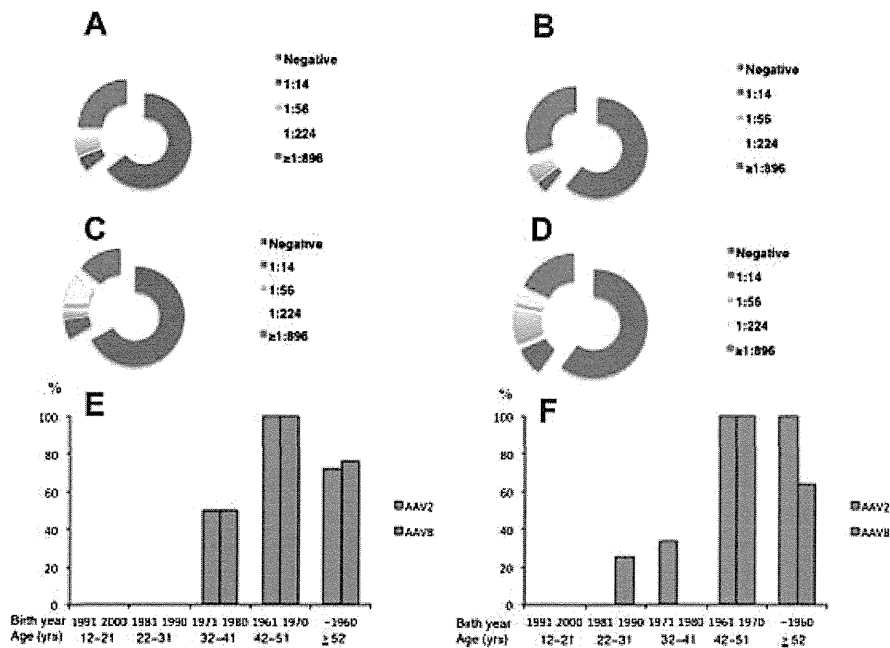 A
Negative
1:14
1:56
1:224
≥1:896
B
Negative
1:14
1:56
1:224
≥1:896
C
Negative
1:14
1:56
1:224
≥1:896
D
Negative
1:14
1:56
1:224
≥1:896
%
E
100
80
60
40
20
0
AAV2
AAV8
Birth year 1991 2000 1981 1990 1971 1980 1961 1970 ~1960
Age (yrs) 12–21 22–31 32–41 42–51 ≥ 52
%
F
100
80
60
40
20
0
AAV2
AAV8
Birth year 1991 2000 1981 1990 1971 1980 1961 1970 ~1960
Age (yrs) 12–21 22–31 32–41 42–51 ≥ 52